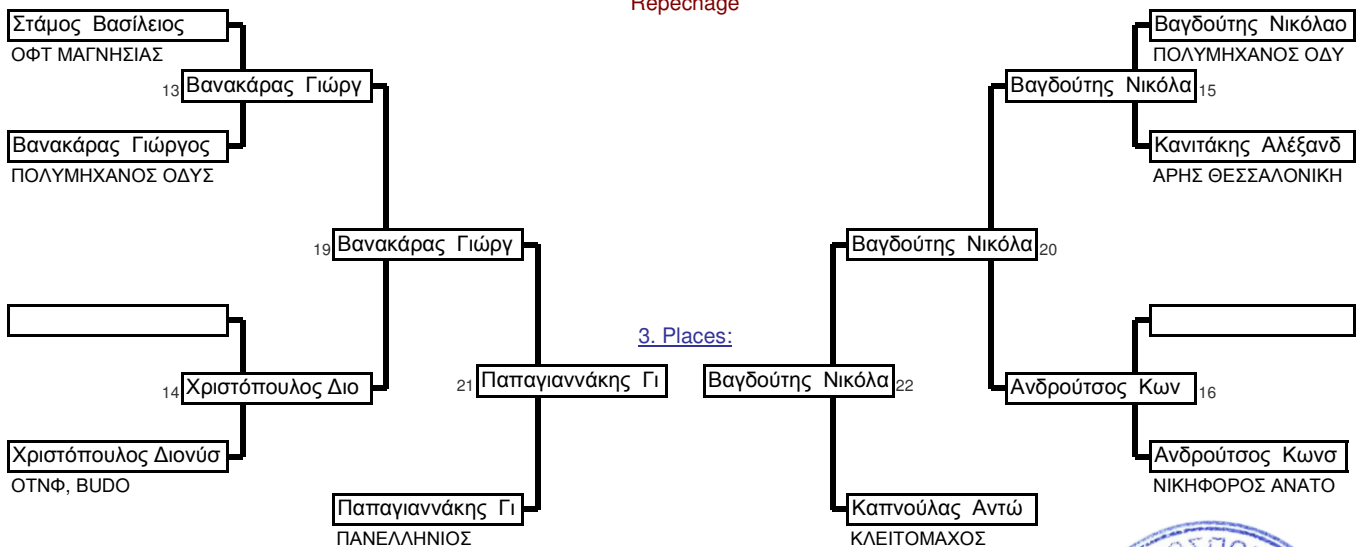 Repechage
Στάμος Βασίλειος
ΟΦΤ ΜΑΓΝΗΣΙΑΣ
13 Βανακάρας Γιώργ
Βανακάρας Γιώργος
ΠΟΛΥΜΗΧΑΝΟΣ ΟΔΥΣ
19 Βανακάρας Γιώργ
14 Χριστόπουλος Διο
Χριστόπουλος Διονύσ
ΟΤΝΦ, BUDO
21 Παπαγιαννάκης Γι
Παπαγιαννάκης Γι
ΠΑΝΕΛΛΗΝΙΟΣ
3. Places:
Βαγδούτης Νικόλαο
ΠΟΛΥΜΗΧΑΝΟΣ ΟΔΥ
Βαγδούτης Νικόλα 15
Κανιτάκης Αλέξανδ
ΑΡΗΣ ΘΕΣΣΑΛΟΝΙΚΗ
Βαγδούτης Νικόλα 20
Βαγδούτης Νικόλα 22
Ανδρούτσος Κων 16
Ανδρούτσος Κωνσ
ΝΙΚΗΦΟΡΟΣ ΑΝΑΤΟ
Καπνούλας Αντώ
ΚΛΕΙΤΟΜΑΧΟΣ